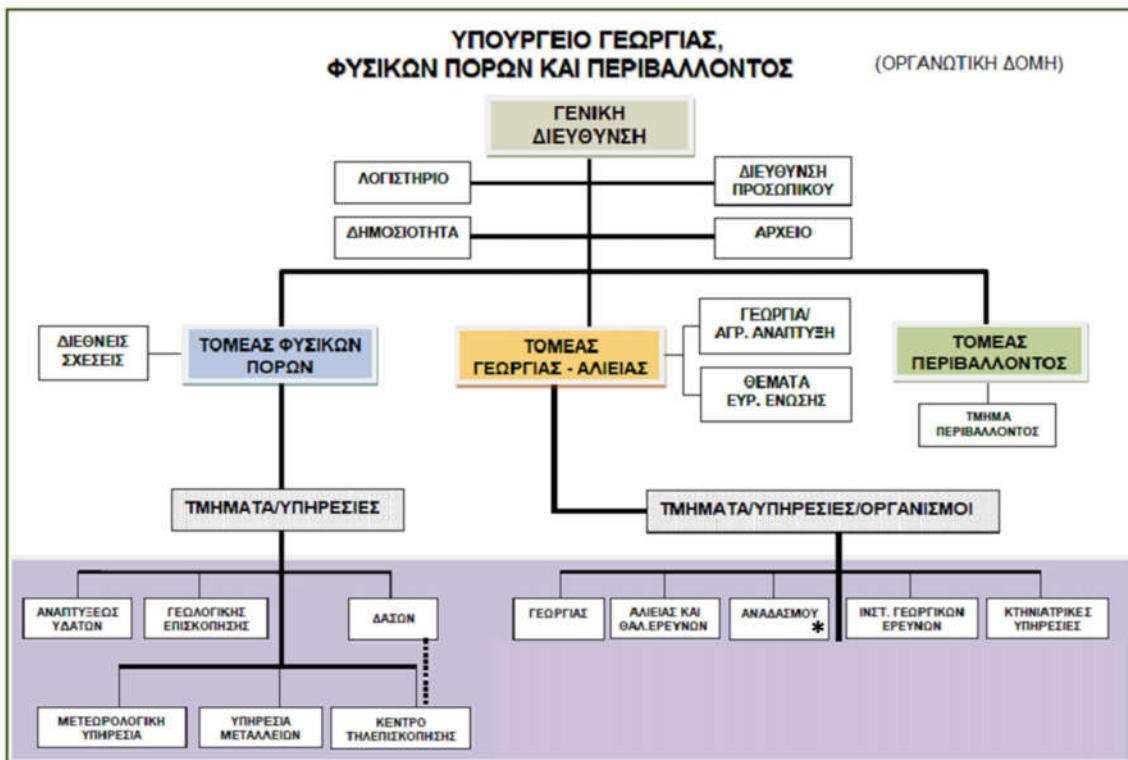 ΥΠΟΥΡΓΕΙΟ ΓΕΩΡΓΙΑΣ,
ΦΥΣΙΚΩΝ ΠΟΡΩΝ ΚΑΙ ΠΕΡΙΒΑΛΛΟΝΤΟΣ
(ΟΡΓΑΝΩΤΙΚΗ ΔΟΜΗ)
ΓΕΝΙΚΗ
ΔΙΕΥΘΥΝΣΗ
ΛΟΓΙΣΤΗΡΙΟ
ΔΙΕΥΘΥΝΣΗ
ΠΡΟΣΩΠΙΚΟΥ
ΔΗΜΟΣΙΟΤΗΤΑ
ΑΡΧΕΙΟ
ΔΙΕΘΝΕΙΣ
ΣΧΕΣΕΙΣ
ΤΟΜΕΑΣ ΦΥΣΙΚΩΝ
ΠΟΡΩΝ
ΤΟΜΕΑΣ
ΓΕΩΡΓΙΑΣ - ΑΛΙΕΙΑΣ
ΓΕΩΡΓΙΑ/
ΑΓΡ. ΑΝΑΠΤΥΞΗ
ΘΕΜΑΤΑ
ΕΥΡ. ΕΝΩΣΗΣ
ΤΟΜΕΑΣ
ΠΕΡΙΒΑΛΛΟΝΤΟΣ
ΤΜΗΜΑ
ΠΕΡΙΒΑΛΛΟΝΤΟΣ
ΤΜΗΜΑΤΑ/ΥΠΗΡΕΣΙΕΣ
ΤΜΗΜΑΤΑ/ΥΠΗΡΕΣΙΕΣ/ΟΡΓΑΝΙΣΜΟΙ
ΑΝΑΠΤΥΞΕΩΣ
ΥΔΑΤΩΝ
ΓΕΩΛΟΓΙΚΗΣ
ΕΠΙΣΚΟΠΗΣΗΣ
ΔΑΣΩΝ
ΓΕΩΡΓΙΑΣ
ΑΛΙΕΙΑΣ ΚΑΙ
ΘΑΛ.ΕΡΕΥΝΩΝ
ΑΝΑΔΑΣΜΟΥ
*
ΙΝΣΤ. ΓΕΩΡΓΙΚΩΝ
ΕΡΕΥΝΩΝ
ΚΤΗΝΙΑΤΡΙΚΕΣ
ΥΠΗΡΕΣΙΕΣ
ΜΕΤΕΩΡΟΛΟΓΙΚΗ
ΥΠΗΡΕΣΙΑ
ΥΠΗΡΕΣΙΑ
ΜΕΤΑΛΛΕΙΩΝ
ΚΕΝΤΡΟ
ΤΗΛΕΠΙΣΚΟΠΗΣΗΣ